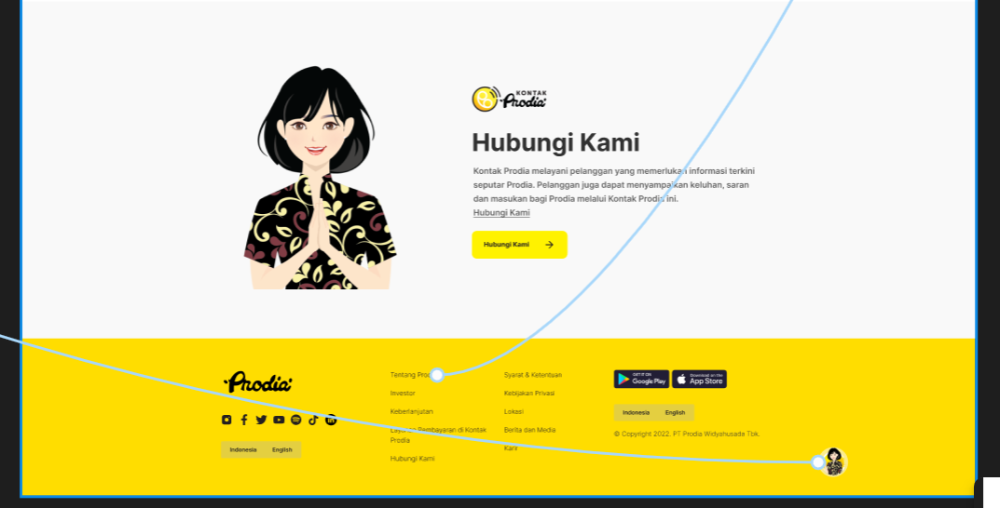 KONTAK
Prodia
Hubungi Kami
Kontak Prodia melayani pelanggan yang memerlukan informasi terkini
seputar Prodia. Pelanggan juga dapat menyampaikan keluhan, saran
dan masukan bagi Prodia melalui Kontak Prodia ini.
Hubungi Kami
Hubungi Kami
Prodia
Indonesia English
Tentang Prod
Investor
Keberlanjutan
Layanan Pembayaran di Kontak
Prodia
Hubungi Kami
Syarat & Ketentuan
Kebijakan Privasi
Lokasi
Berita dan Media
Karir
GET IT ON
Google Play
Download on the
App Store
Indonesia English
© Copyright 2022. PT Prodia Widyahusada Tbk.